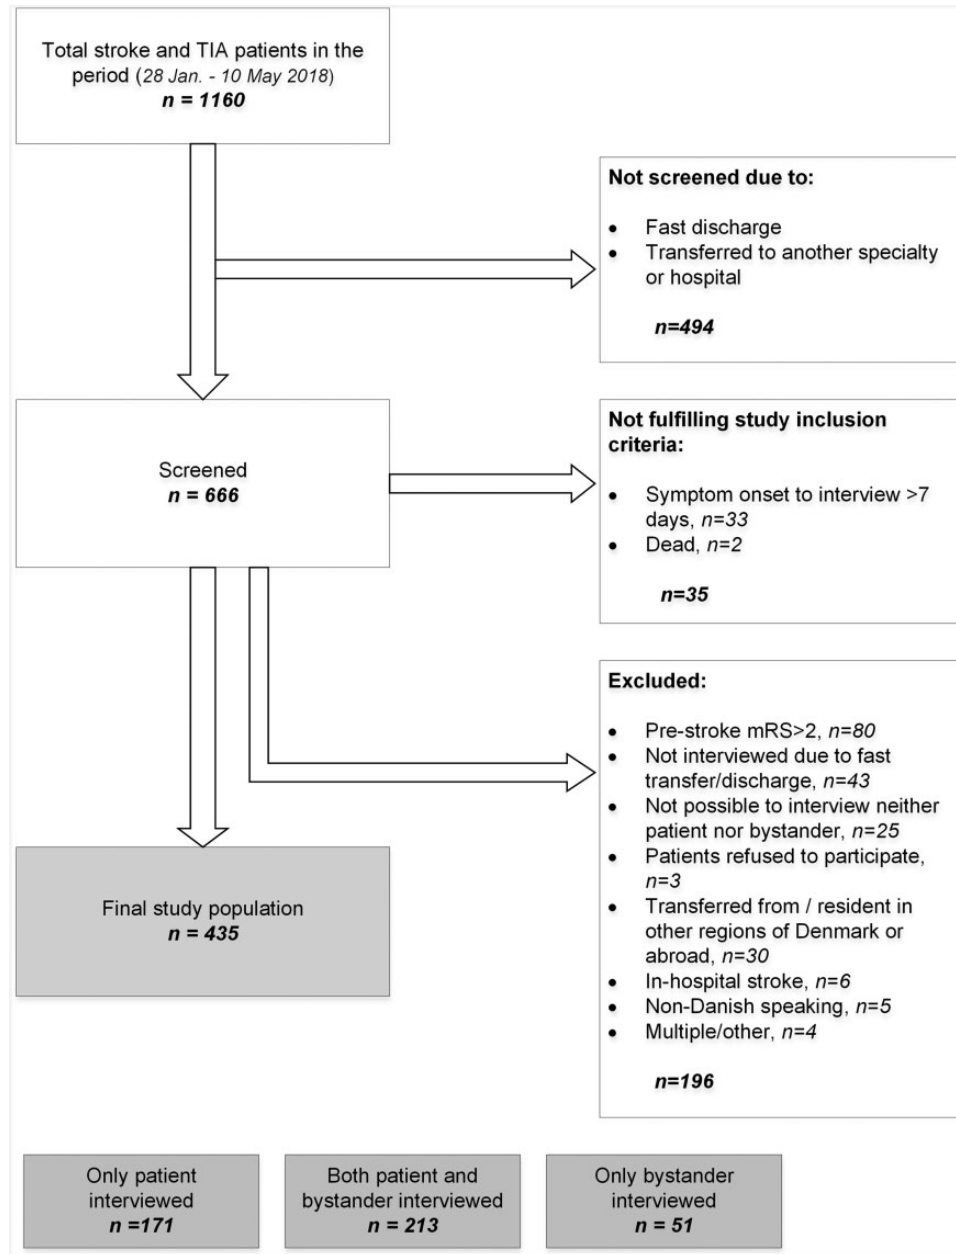 Total stroke and TIA patients in the
period (28 Jan. - 10 May 2018)
n = 1160
Not screened due to:
• Fast discharge
• Transferred to another specialty
or hospital
n=494
Screened
n = 666
Not fulfilling study inclusion
criteria:
• Symptom onset to interview >7
days, n=33
• Dead, n=2
n=35
Excluded:
• Pre-stroke mRS>2, n=80
• Not interviewed due to fast
transfer/discharge, n=43
• Not possible to interview neither
patient nor bystander, n=25
• Patients refused to participate,
n=3
• Transferred from / resident in
other regions of Denmark or
abroad, n=30
• In-hospital stroke, n=6
• Non-Danish speaking, n=5
• Multiple/other, n=4
n=196
Final study population
n = 435
Only patient
interviewed
n =171
Both patient and
bystander interviewed
n = 213
Only bystander
interviewed
n = 51